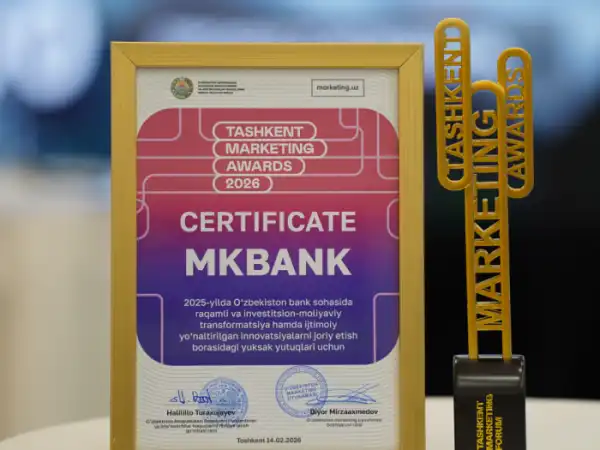 marketing.uz
TASHKENT
MARKETING
AWARDS
2026
CERTIFICATE
MKBANK
2025-yilda O‘zbekiston bank sohasida
raqamli va investitsion-moliyaviy
transformatsiya hamda ijtimoiy
yo‘naltirilgan innovatsiyalarni joriy etish
borasidagi yuksak yutuqlari uchun
Diyor Mirzaaxmedov
Toshkent 14.02.2026
TASHKENT
MARKETING
AWARDS
TASHKENT
MARKETING
FORUM